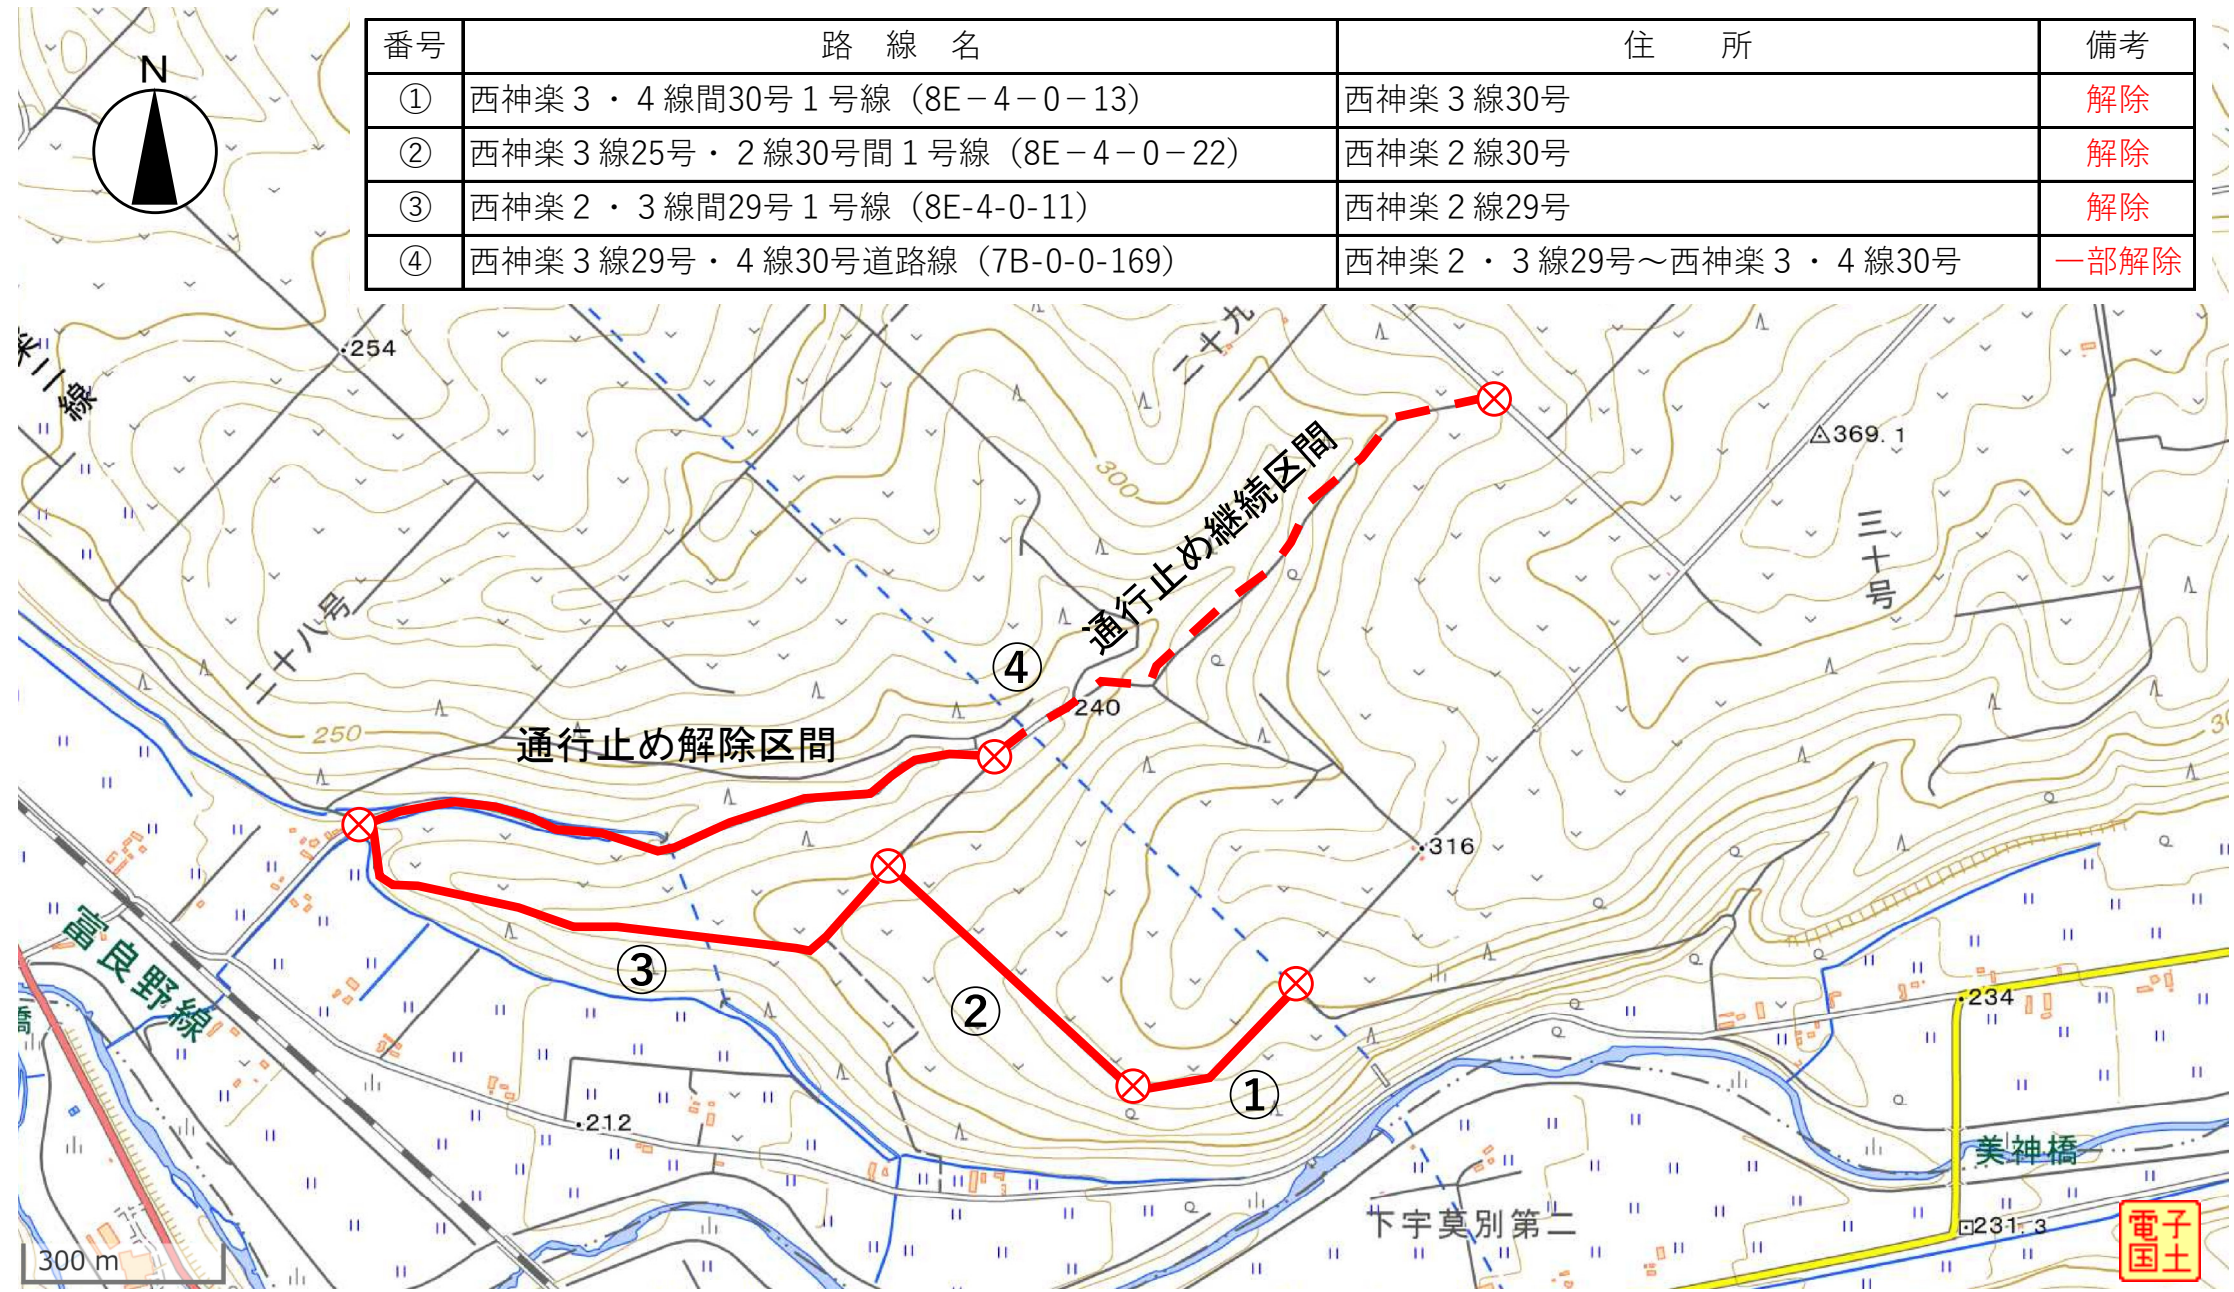 N
番号 路 線 名 住 所 備考
① 西神楽３・４線間30号１号線（8E－4－0－13） 西神楽３線30号 解除
② 西神楽３線25号・２線30号間１号線（8E－4－0－22） 西神楽２線30号 解除
③ 西神楽２・３線間29号１号線（8E-4-0-11） 西神楽２線29号 解除
④ 西神楽３線29号・４線30号道路線（7B-0-0-169） 西神楽２・３線29号～西神楽３・４線30号 一部解除
二十九
254
楽二線
369.1
300
通行止め継続区間
三十号
二十八号
④
240
250
通行止め解除区間
316
富良野線
③
②
①
234
橋
212
美神橋
下宇莫別第二
231.3
300 m
電子
国土